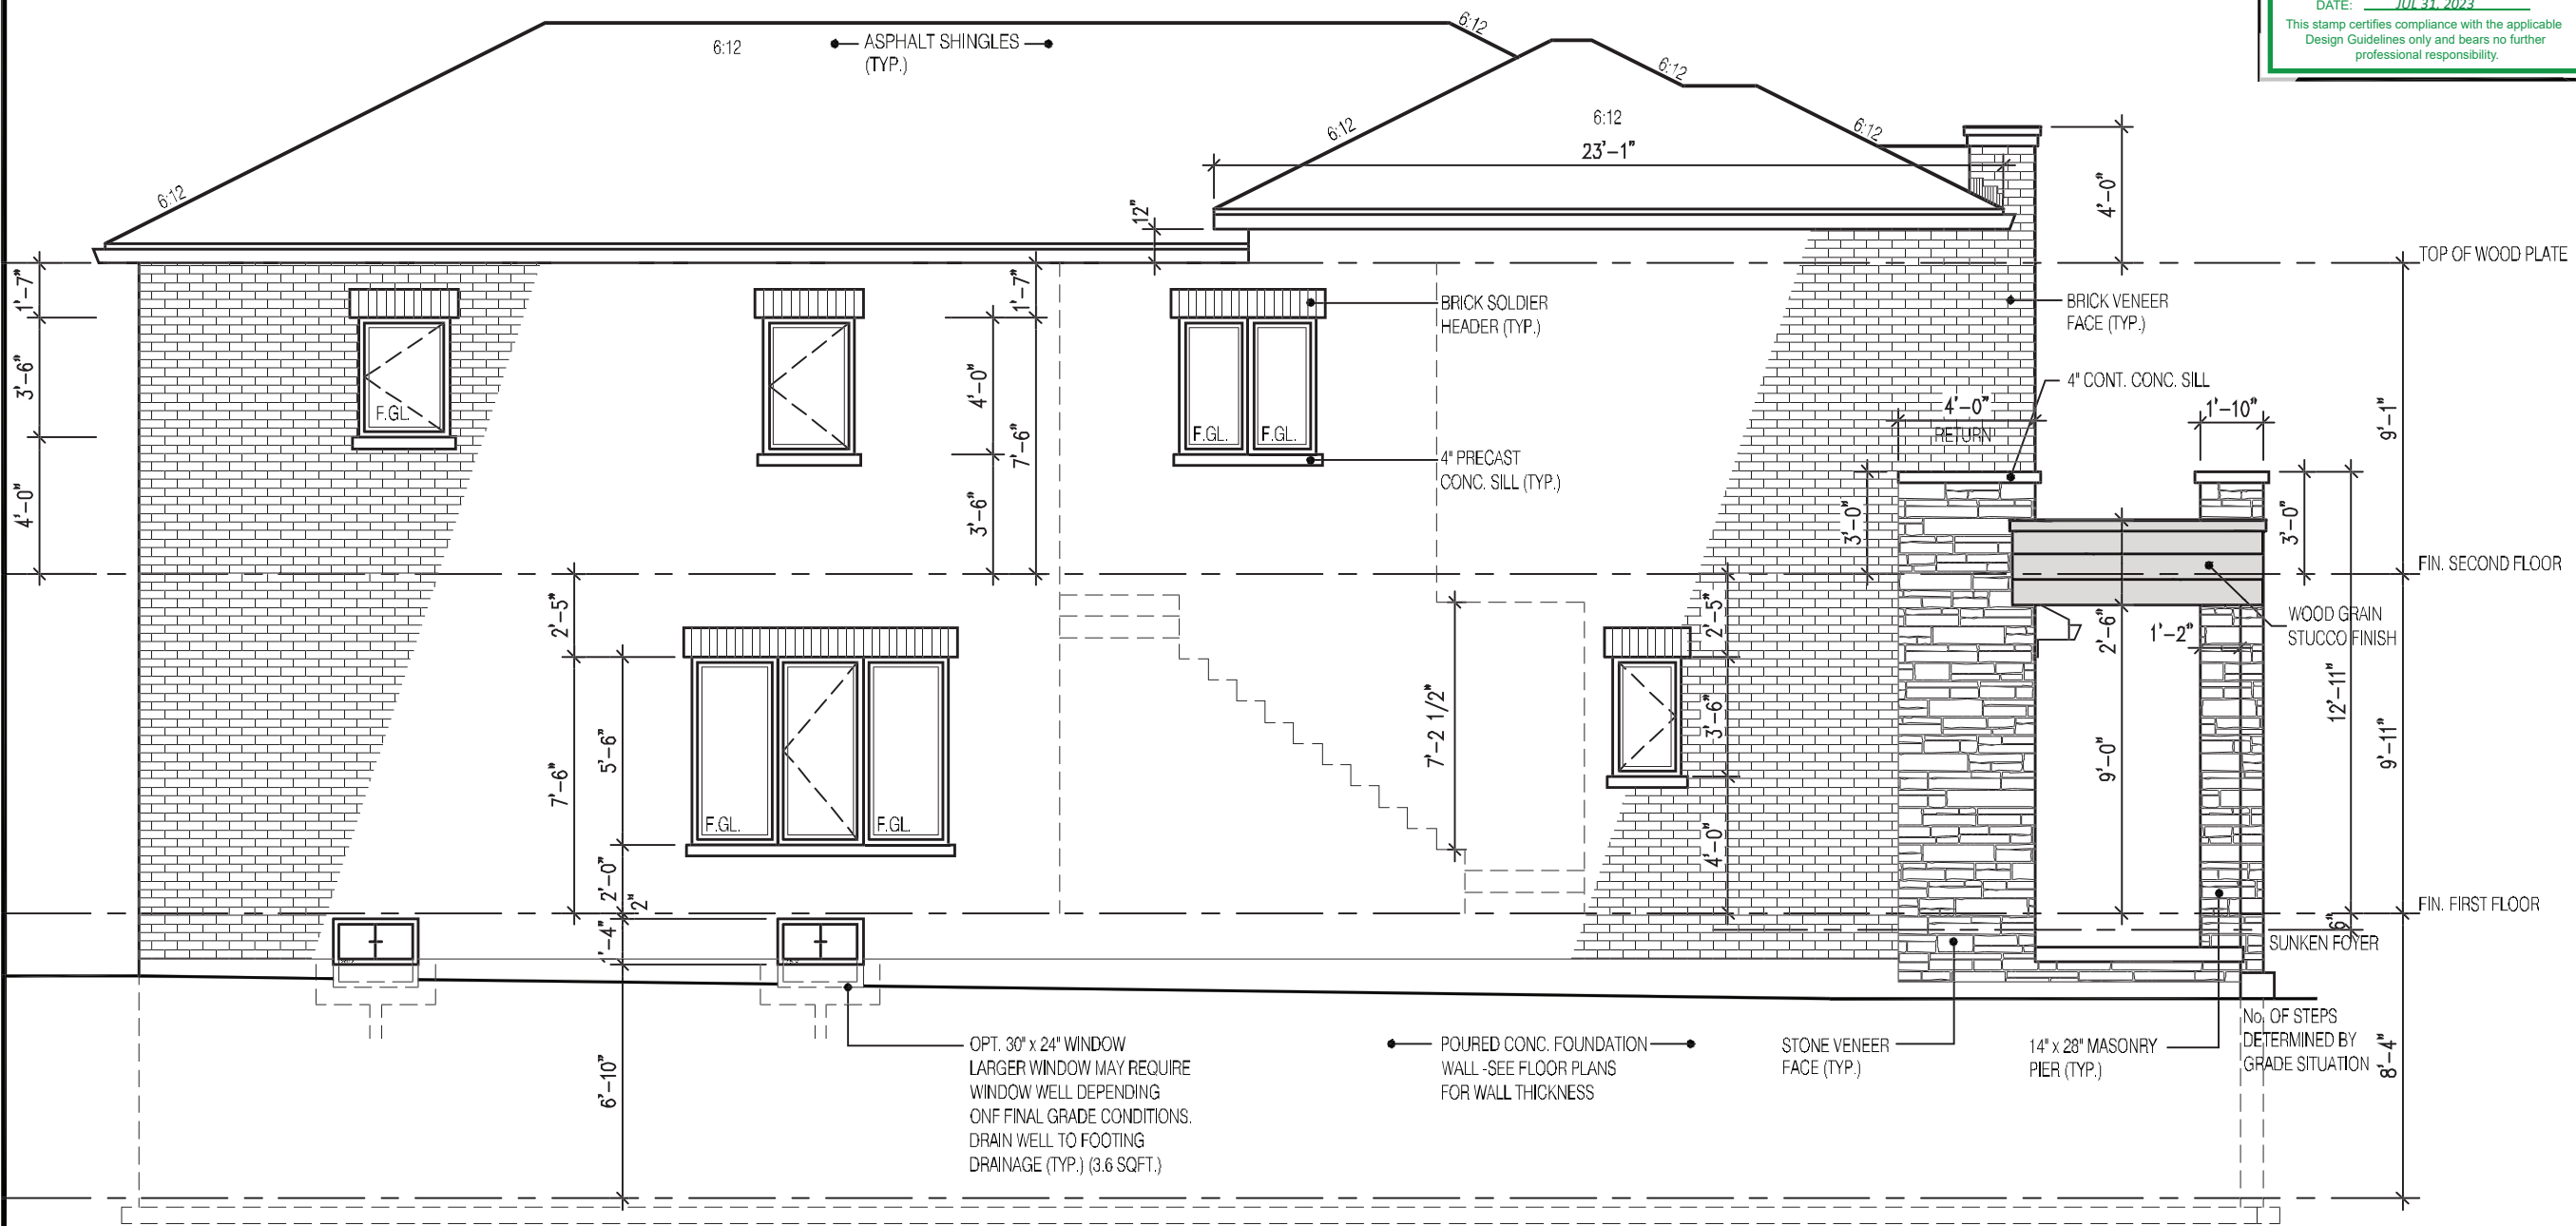 DATE: JUL 31, 2023
This stamp certifies compliance with the applicable
Design Guidelines only and bears no further
professional responsibility.
6:12
ASPHALT SHINGLES
(TYP.)
6:12
6:12
6:12
6:12
6:12
6:12
23'-1"
12"
4'-0"
TOP OF WOOD PLATE
1'-7"
3'-6"
4'-0"
F.GL.
1'-7"
4'-0"
7'-6"
3'-6"
F.GL.
F.GL.
BRICK SOLDIER
HEADER (TYP.)
4" PRECAST
CONC. SILL (TYP.)
BRICK VENEER
FACE (TYP.)
4" CONT. CONC. SILL
4'-0"
RETURN
1'-10"
9'-1"
3'-0"
3'-0"
FIN. SECOND FLOOR
WOOD GRAIN
STUCCO FINISH
2'-5"
7'-6"
5'-6"
2'-0"
2"
F.GL.
F.GL.
7'-2 1/2"
2'-5"
3'-6"
4'-0"
2'-6"
1'-2"
9'-0"
12'-11"
9'-11"
FIN. FIRST FLOOR
6"
SUNKEN FOYER
6'-10"
OPT. 30" x 24" WINDOW
LARGER WINDOW MAY REQUIRE
WINDOW WELL DEPENDING
ONF FINAL GRADE CONDITIONS.
DRAIN WELL TO FOOTING
DRAINAGE (TYP.) (3.6 SQFT.)
POURED CONC. FOUNDATION
WALL -SEE FLOOR PLANS
FOR WALL THICKNESS
STONE VENEER
FACE (TYP.)
14" x 28" MASONRY
PIER (TYP.)
No. OF STEPS
DETERMINED BY
GRADE SITUATION
8'-4"